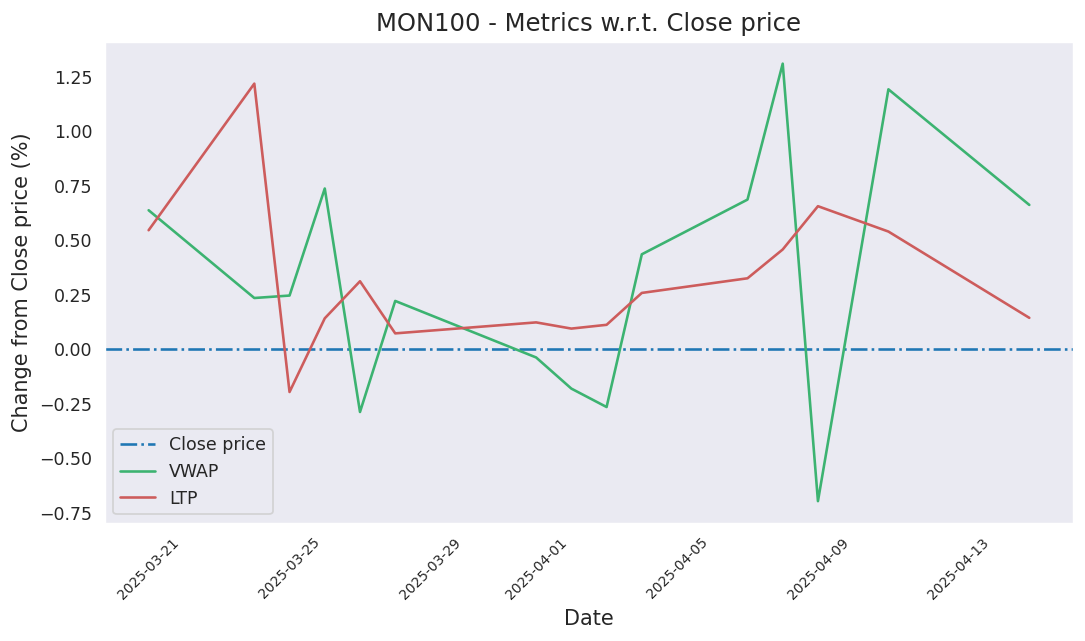 MON100 - Metrics w.r.t. Close price
Change from Close price (%)
1.25
1.00
0.75
0.50
0.25
0.00
−0.25
−0.50
−0.75
Close price
VWAP
LTP
2025-03-21
2025-03-25
2025-03-29
2025-04-01
2025-04-05
2025-04-09
2025-04-13
Date